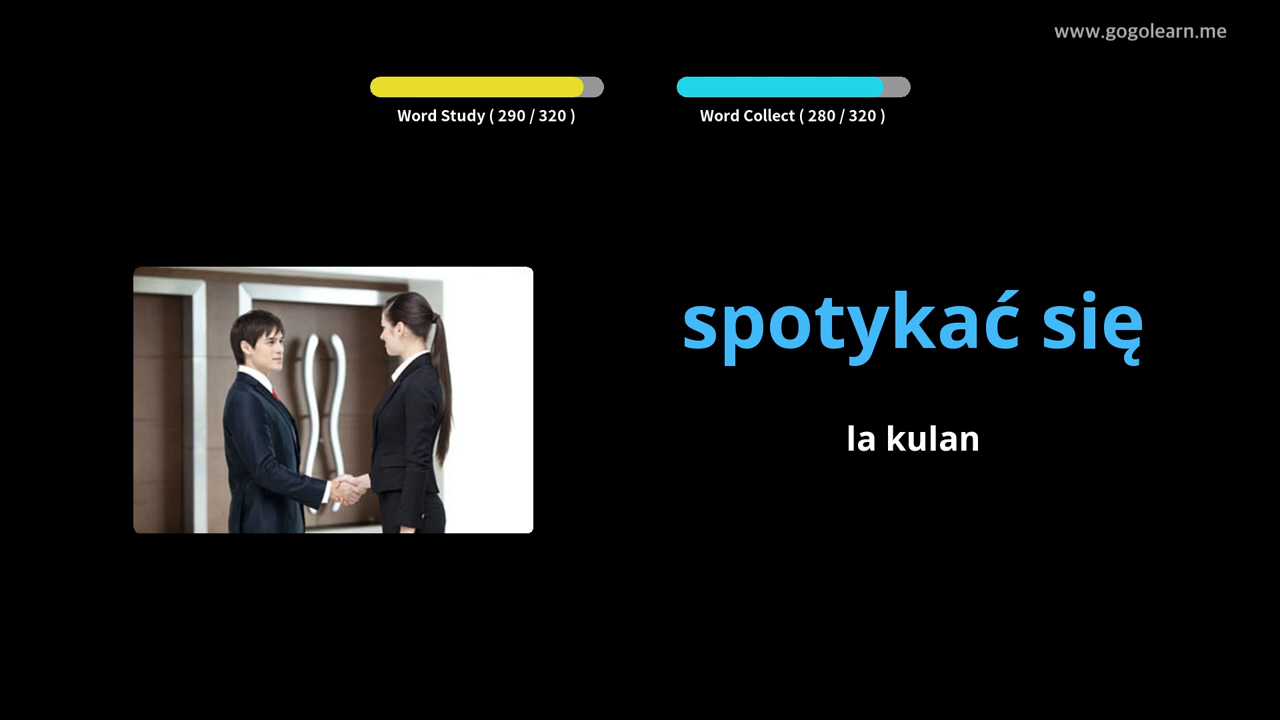 www.gogolearn.me
Word Study ( 290 / 320 )
Word Collect ( 280 / 320 )
spotykać się
la kulan